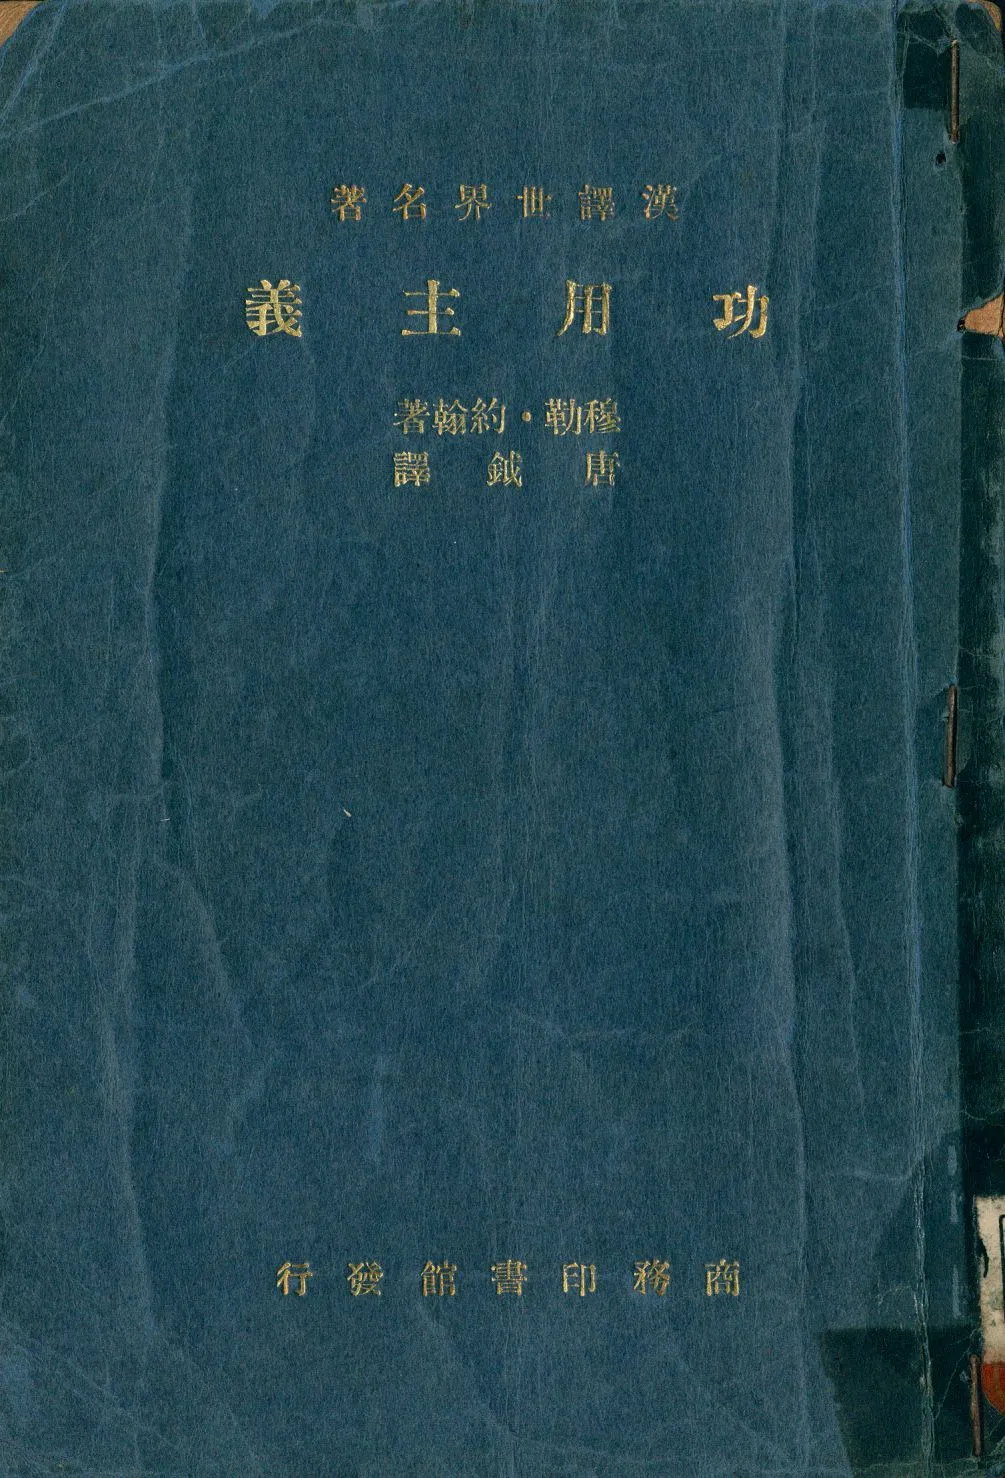 漢譯世界名著
功用主義
穆勒・約翰著
唐鉞譯
商務印書館發行